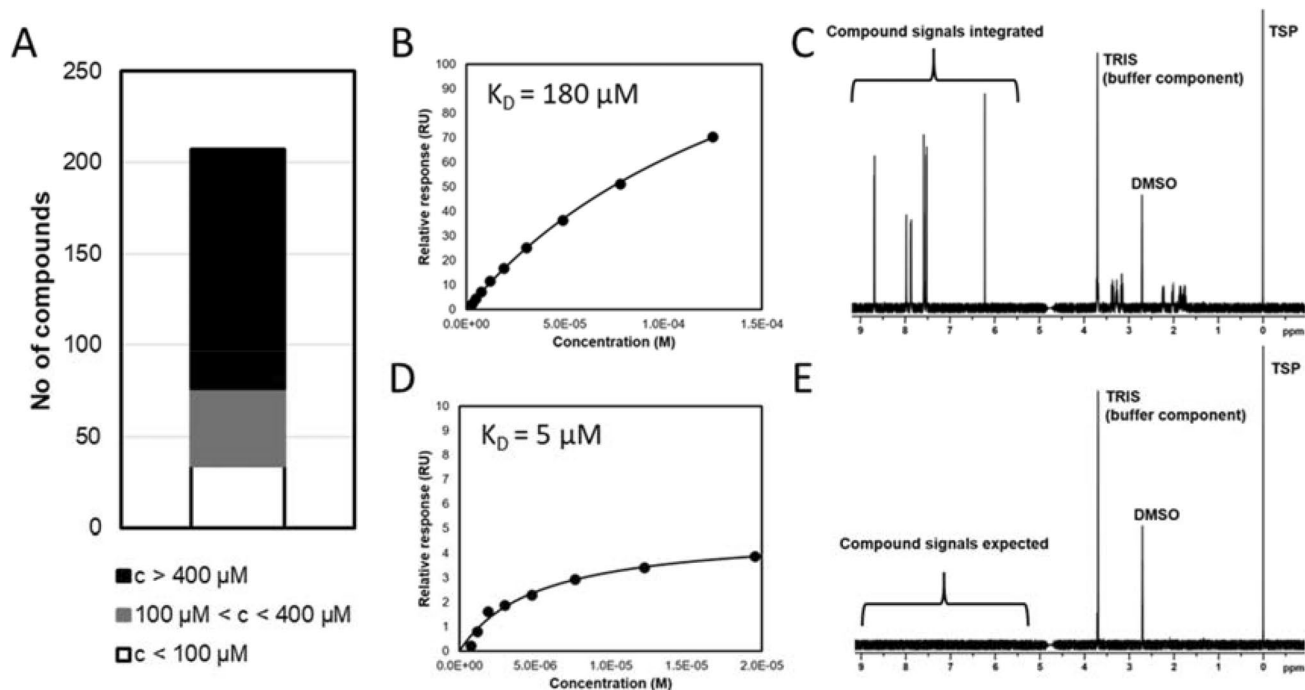 A
250
200
150
100
50
0
No of compounds
c > 400 µM
100 µM < c < 400 µM
c < 100 µM
B
100
90
80
70
60
50
40
30
20
10
0
Relative response (RU)
KD = 180 µM
0.0E+00 5.0E-05 1.0E-04 1.5E-04
Concentration (M)
C
Compound signals integrated
TRIS
(buffer component)
DMSO
TSP
9 8 7 6 5 4 3 2 1 0 ppm
D
10
9
8
7
6
5
4
3
2
1
0
Relative response (RU)
KD = 5 µM
0.0E+00 5.0E-06 1.0E-05 1.5E-05 2.0E-05
Concentration (M)
E
Compound signals expected
TRIS
(buffer component)
DMSO
TSP
9 8 7 6 5 4 3 2 1 0 ppm